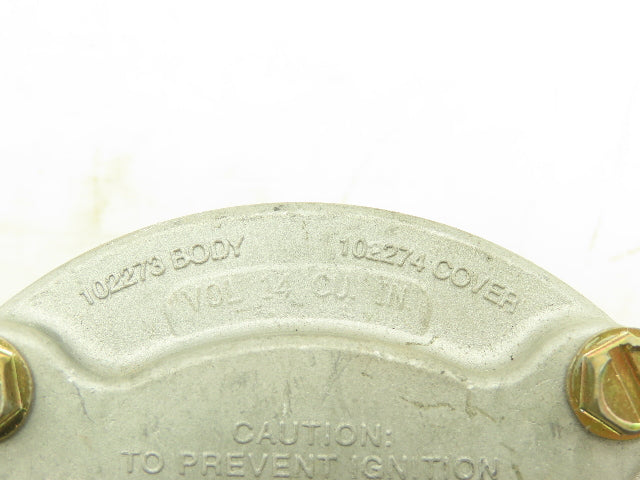 102273 BODY 102274 COVER
VOL 14 CU. IN.
CAUTION:
TO PREVENT IGNITION